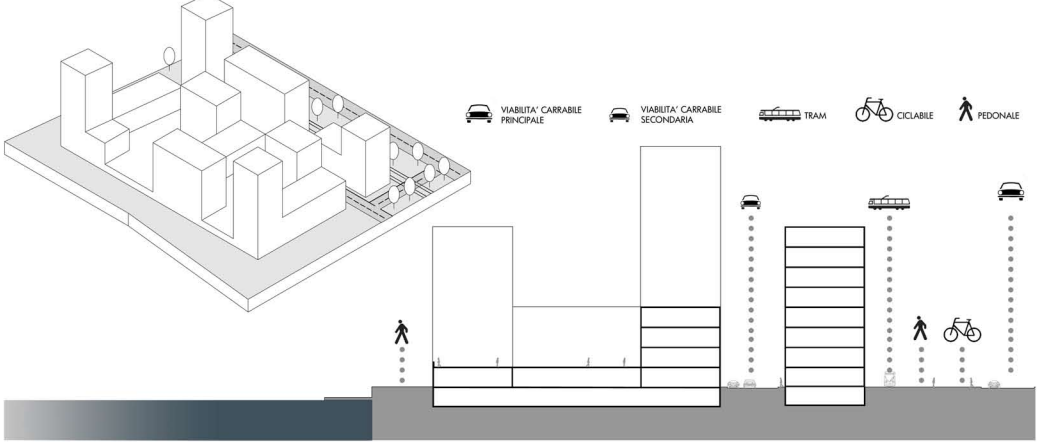 VIABILITA' CARRABILE
PRINCIPALE
VIABILITA' CARRABILE
SECONDARIA
TRAM
CICLABILE
PEDONALE